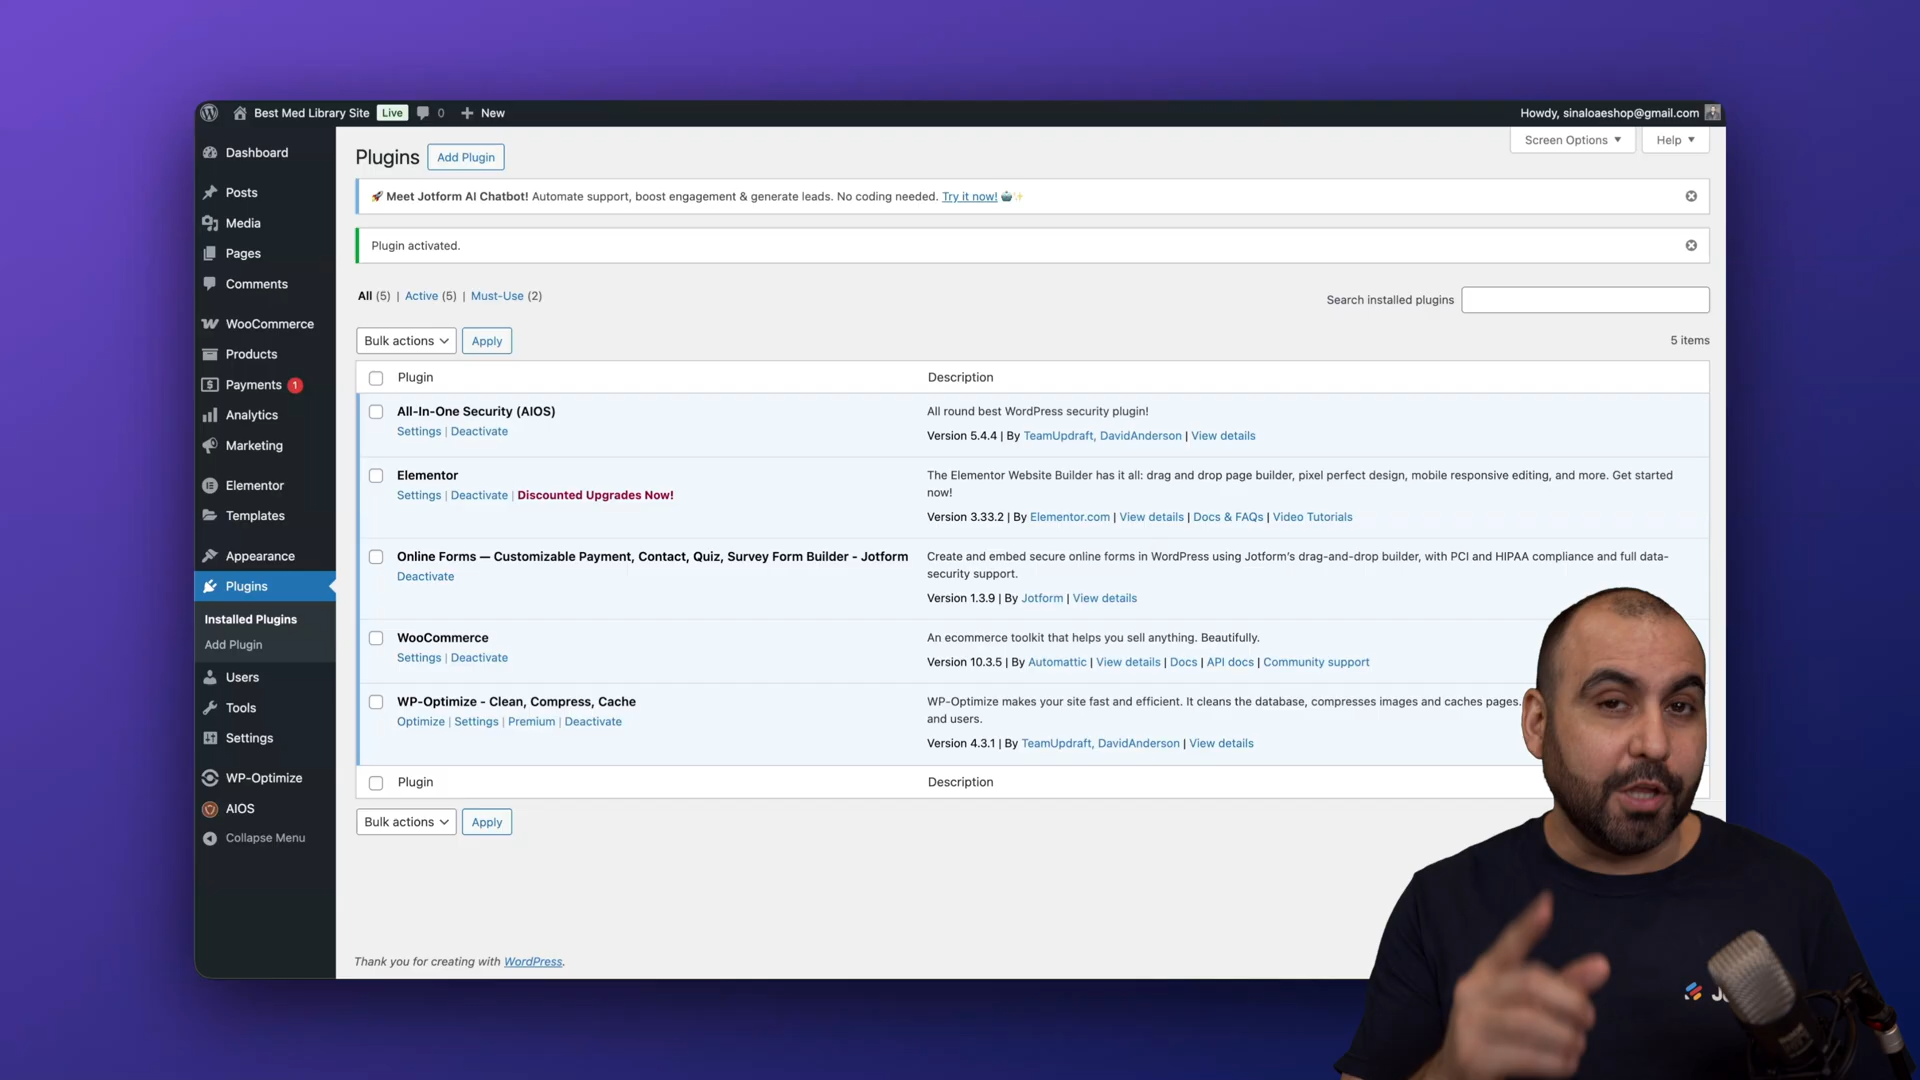 Best Med Library Site Live 0 New
Howdy, sinaloaeshop@gmail.com
Screen Options Help
Dashboard
Posts
Media
Pages
Comments
WooCommerce
Products
Payments 1
Analytics
Marketing
Elementor
Templates
Appearance
Plugins
Installed Plugins
Add Plugin
Users
Tools
Settings
WP-Optimize
AIOS
Collapse Menu
Plugins Add Plugin
🚀 Meet Jotform AI Chatbot! Automate support, boost engagement & generate leads. No coding needed. Try it now! 🤖✨
Plugin activated.
All (5) | Active (5) | Must-Use (2)
Search installed plugins
Bulk actions Apply
5 items
Plugin Description
All-In-One Security (AIOS)
Settings | Deactivate
All round best WordPress security plugin!
Version 5.4.4 | By TeamUpdraft, DavidAnderson | View details
Elementor
Settings | Deactivate | Discounted Upgrades Now!
The Elementor Website Builder has it all: drag and drop page builder, pixel perfect design, mobile responsive editing, and more. Get started
now!
Version 3.33.2 | By Elementor.com | View details | Docs & FAQs | Video Tutorials
Online Forms — Customizable Payment, Contact, Quiz, Survey Form Builder - Jotform
Deactivate
Create and embed secure online forms in WordPress using Jotform’s drag-and-drop builder, with PCI and HIPAA compliance and full data-
security support.
Version 1.3.9 | By Jotform | View details
WooCommerce
Settings | Deactivate
An ecommerce toolkit that helps you sell anything. Beautifully.
Version 10.3.5 | By Automattic | View details | Docs | API docs | Community support
WP-Optimize - Clean, Compress, Cache
Optimize | Settings | Premium | Deactivate
WP-Optimize makes your site fast and efficient. It cleans the database, compresses images and caches pages.
and users.
Version 4.3.1 | By TeamUpdraft, DavidAnderson | View details
Plugin Description
Bulk actions Apply
Thank you for creating with WordPress.